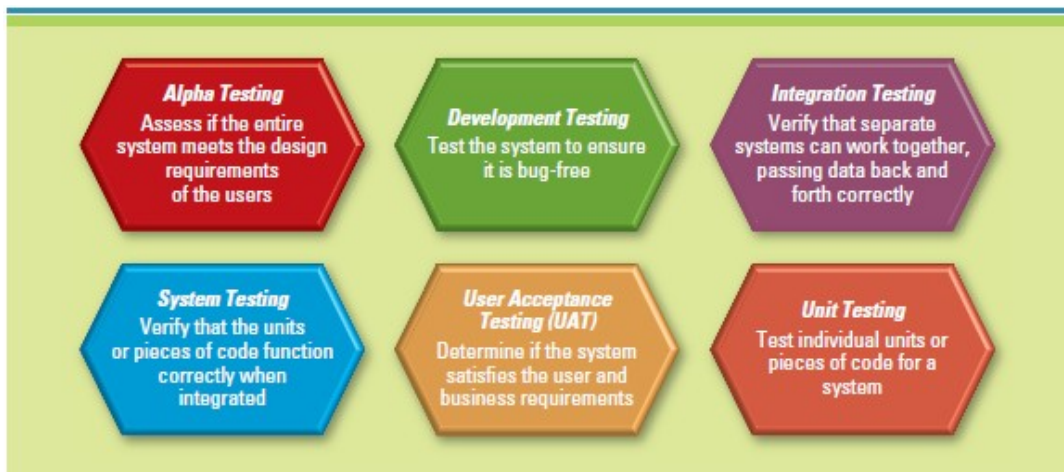 Alpha Testing
Assess if the entire
system meets the design
requirements
of the users
Development Testing
Test the system to ensure
it is bug-free
Integration Testing
Verify that separate
systems can work together,
passing data back and
forth correctly
System Testing
Verify that the units
or pieces of code function
correctly when
integrated
User Acceptance
Testing (UAT)
Determine if the system
satisfies the user and
business requirements
Unit Testing
Test individual units or
pieces of code for a
system